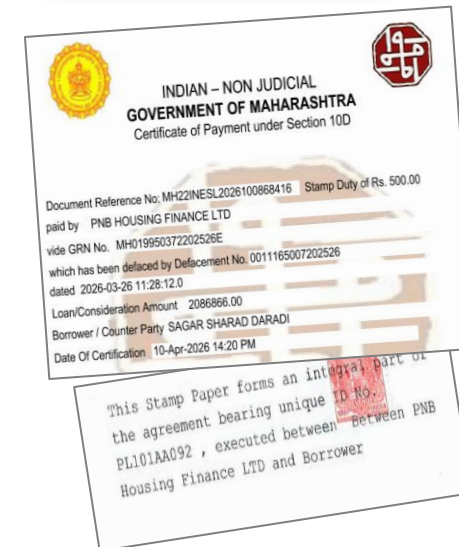 INDIAN – NON JUDICIAL
GOVERNMENT OF MAHARASHTRA
Certificate of Payment under Section 10D
Document Reference No: MH22INESL2026100868416 Stamp Duty of Rs. 500.00
paid by PNB HOUSING FINANCE LTD
vide GRN No. MH019950372202526E
which has been defaced by Defacement No. 0011165007202526
dated 2026-03-26 11:28:12.0
Loan/Consideration Amount 2086866.00
Borrower / Counter Party SAGAR SHARAD DARADI
Date Of Certification 10-Apr-2026 14:20 PM
This Stamp Paper forms an integral part of
the agreement bearing unique ID No.
PL101AA092 , executed between Between PNB
Housing Finance LTD and Borrower